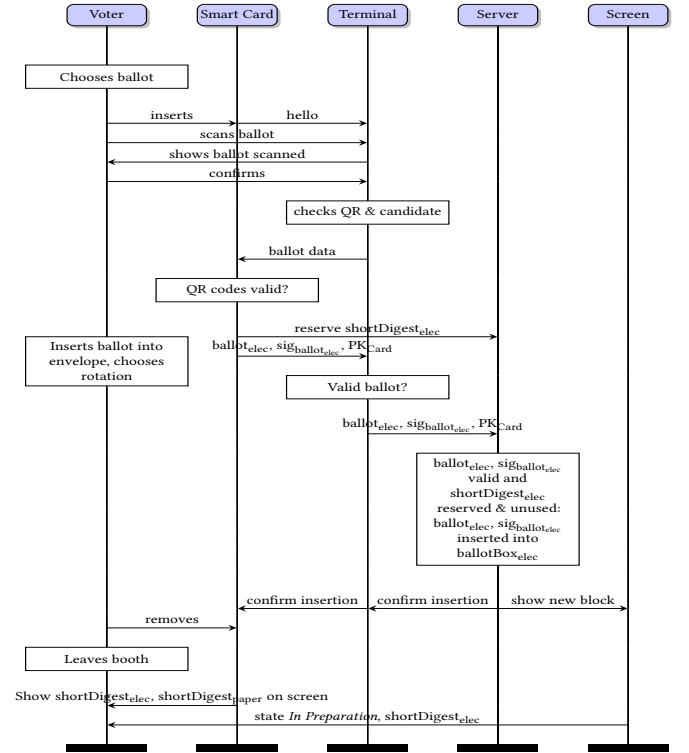 Voter Smart Card Terminal Server Screen
Chooses ballot
inserts hello
scans ballot
shows ballot scanned
confirms
checks QR & candidate
ballot data
QR codes valid?
reserve shortDigest_elec
Inserts ballot into
envelope, chooses
rotation
ballot_elec, sig_ballot_elec, PK_Card
Valid ballot?
ballot_elec, sig_ballot_elec, PK_Card
ballot_elec, sig_ballot_elec
valid and
shortDigest_elec
reserved & unused:
ballot_elec, sig_ballot_elec
inserted into
ballotBox_elec
confirm insertion confirm insertion show new block
removes
Leaves booth
Show shortDigest_elec, shortDigest_paper on screen
state In Preparation, shortDigest_elec